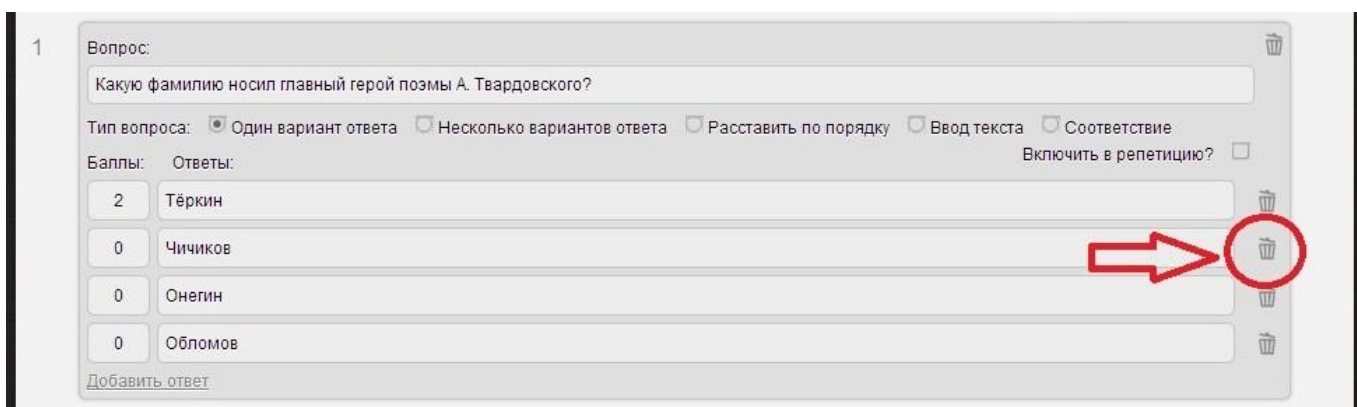 1
Вопрос:
Какую фамилию носил главный герой поэмы А. Твардовского?
Тип вопроса: Один вариант ответа Несколько вариантов ответа Расставить по порядку Ввод текста Соответствие
Включить в репетицию?
Баллы: Ответы:
2 Тёркин
0 Чичиков
0 Онегин
0 Обломов
Добавить ответ